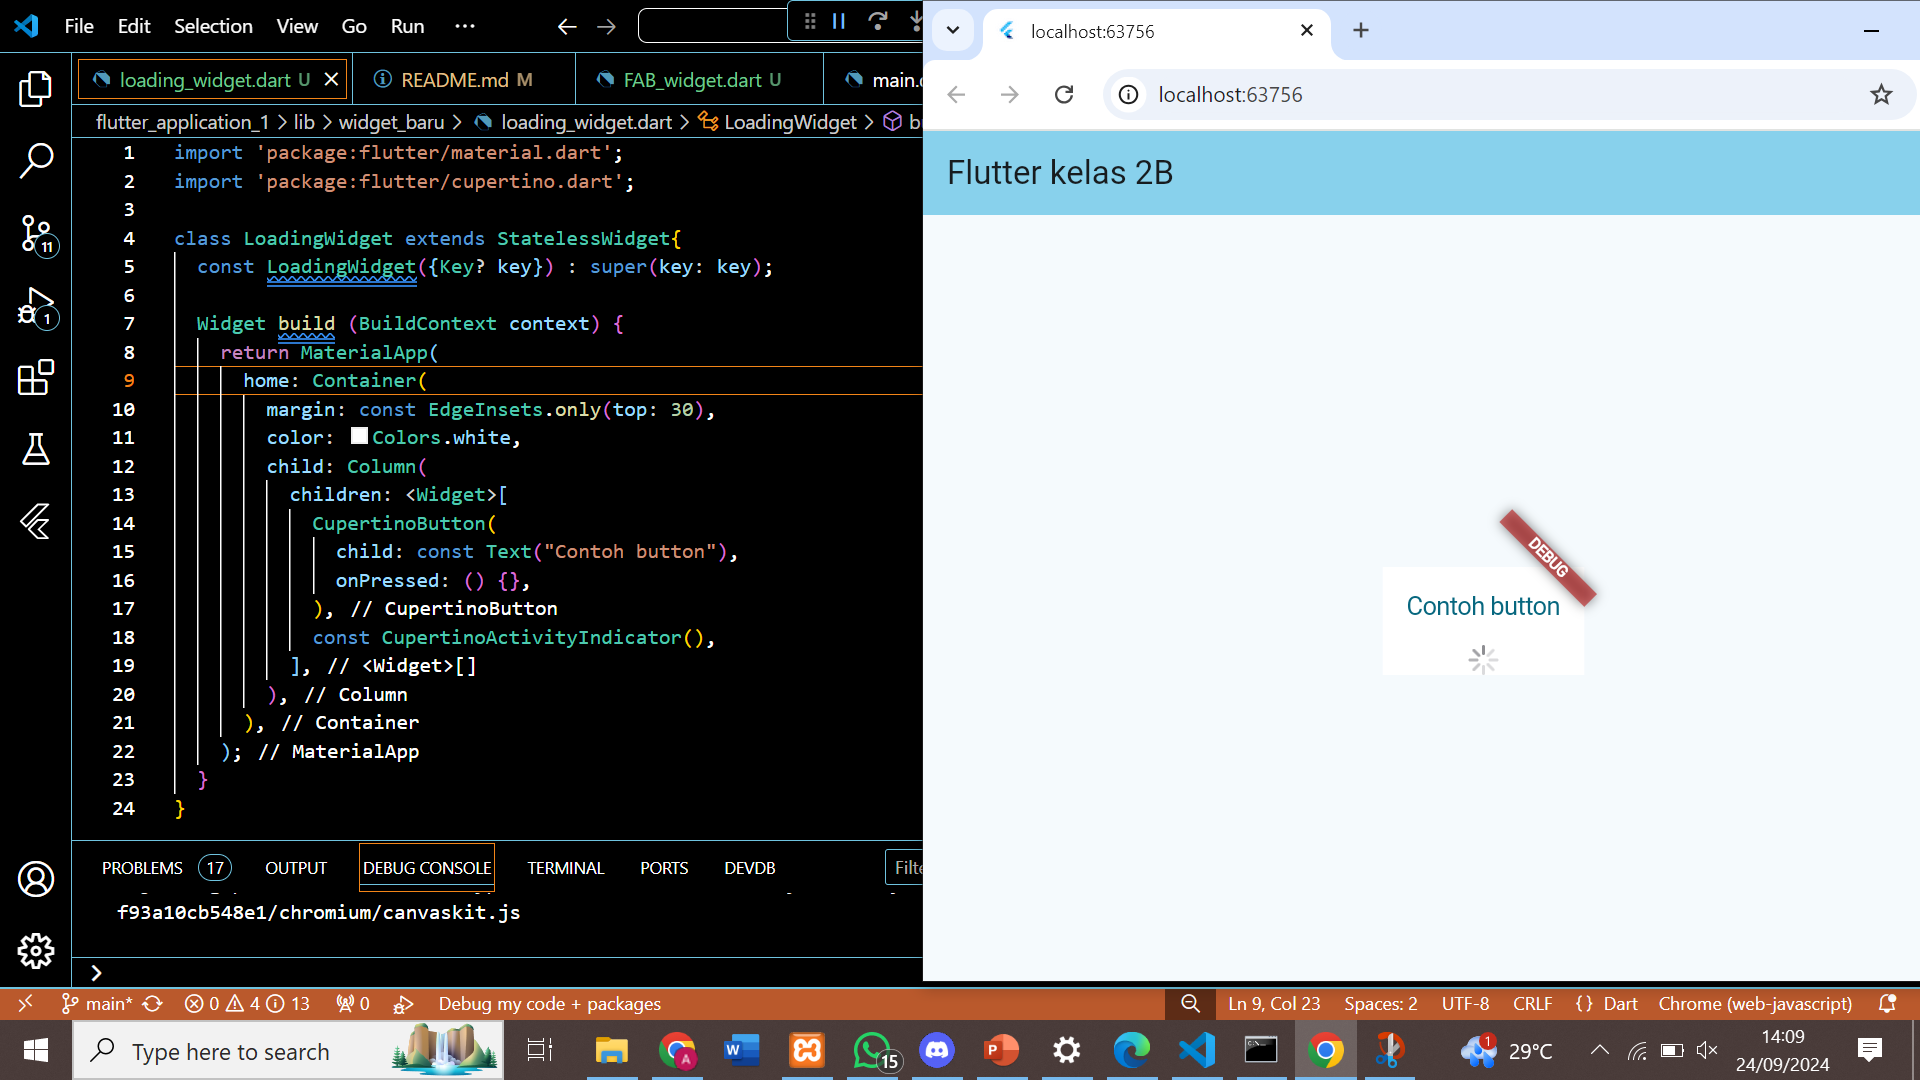 File Edit Selection View Go Run ···
loading_widget.dart U
README.md M
FAB_widget.dart U
main.
flutter_application_1 > lib > widget_baru > loading_widget.dart > LoadingWidget >
1 import 'package:flutter/material.dart';
2 import 'package:flutter/cupertino.dart';
3
4 class LoadingWidget extends StatelessWidget{
5 const LoadingWidget({Key? key}) : super(key: key);
6
7 Widget build (BuildContext context) {
8 return MaterialApp(
9 home: Container(
10 margin: const EdgeInsets.only(top: 30),
11 color: Colors.white,
12 child: Column(
13 children: <Widget>[
14 CupertinoButton(
15 child: const Text("Contoh button"),
16 onPressed: () {},
17 ), // CupertinoButton
18 const CupertinoActivityIndicator(),
19 ], // <Widget>[]
20 ), // Column
21 ), // Container
22 ); // MaterialApp
23 }
24 }
11
1
PROBLEMS 17 OUTPUT DEBUG CONSOLE TERMINAL PORTS DEVDB
f93a10cb548e1/chromium/canvaskit.js
>
localhost:63756
localhost:63756
Flutter kelas 2B
DEBUG
Contoh button
main* 0 4 13 0 Debug my code + packages Ln 9, Col 23 Spaces: 2 UTF-8 CRLF {} Dart Chrome (web-javascript)
Type here to search
A
W
15
P
1
29°C
14:09
24/09/2024